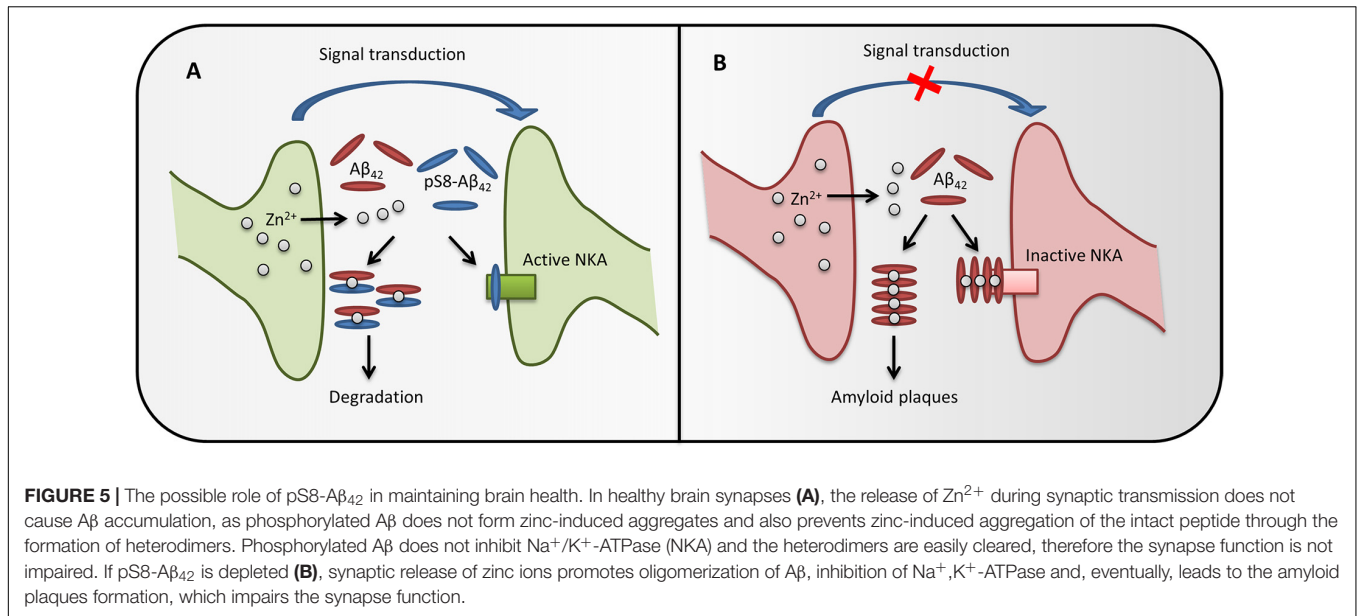 A
Signal transduction
Aβ₄₂
pS8-Aβ₄₂
Zn²⁺
Active NKA
Degradation
B
Signal transduction
Aβ₄₂
Zn²⁺
Inactive NKA
Amyloid plaques
FIGURE 5 | The possible role of pS8-Aβ₄₂ in maintaining brain health. In healthy brain synapses (A), the release of Zn²⁺ during synaptic transmission does not
cause Aβ accumulation, as phosphorylated Aβ does not form zinc-induced aggregates and also prevents zinc-induced aggregation of the intact peptide through the
formation of heterodimers. Phosphorylated Aβ does not inhibit Na⁺/K⁺-ATPase (NKA) and the heterodimers are easily cleared, therefore the synapse function is not
impaired. If pS8-Aβ₄₂ is depleted (B), synaptic release of zinc ions promotes oligomerization of Aβ, inhibition of Na⁺,K⁺-ATPase and, eventually, leads to the amyloid
plaques formation, which impairs the synapse function.